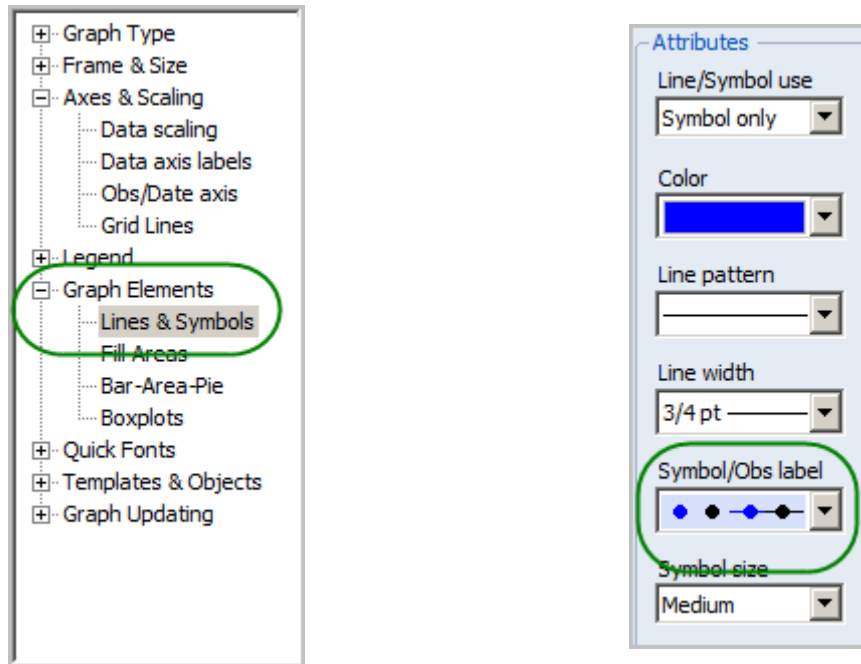 Graph Type
Frame & Size
Axes & Scaling
Data scaling
Data axis labels
Obs/Date axis
Grid Lines
Legend
Graph Elements
Lines & Symbols
Fill Areas
Bar-Area-Pie
Boxplots
Quick Fonts
Templates & Objects
Graph Updating
Attributes
Line/Symbol use
Symbol only
Color
Line pattern
Line width
3/4 pt
Symbol/Obs label
Symbol size
Medium